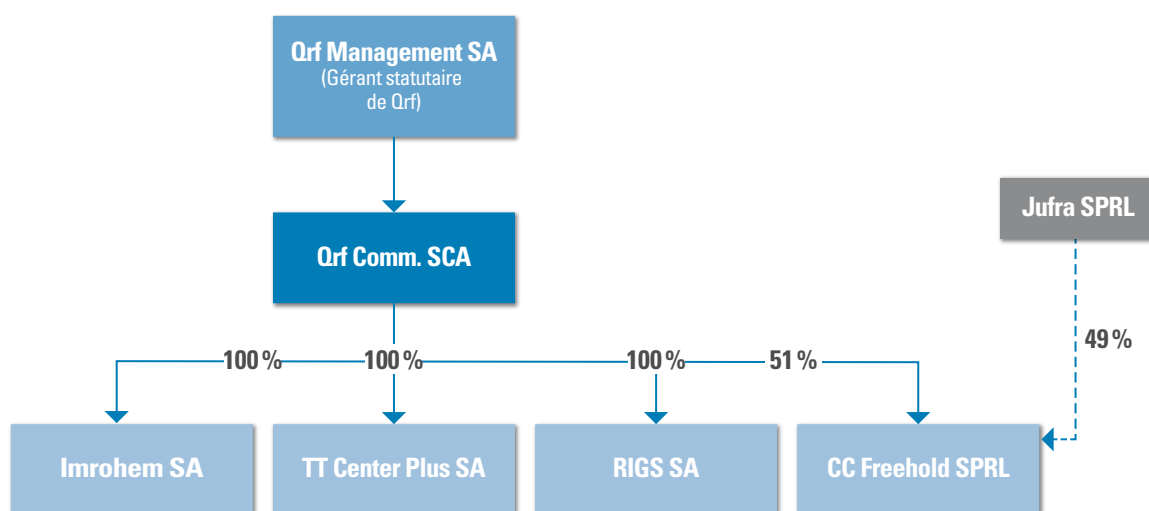 Qrf Management SA
(Gérant statutaire
de Qrf)
Jufra SPRL
Qrf Comm. SCA
49 %
100 % 100 % 100 % 51 %
Imrohem SA
TT Center Plus SA
RIGS SA
CC Freehold SPRL